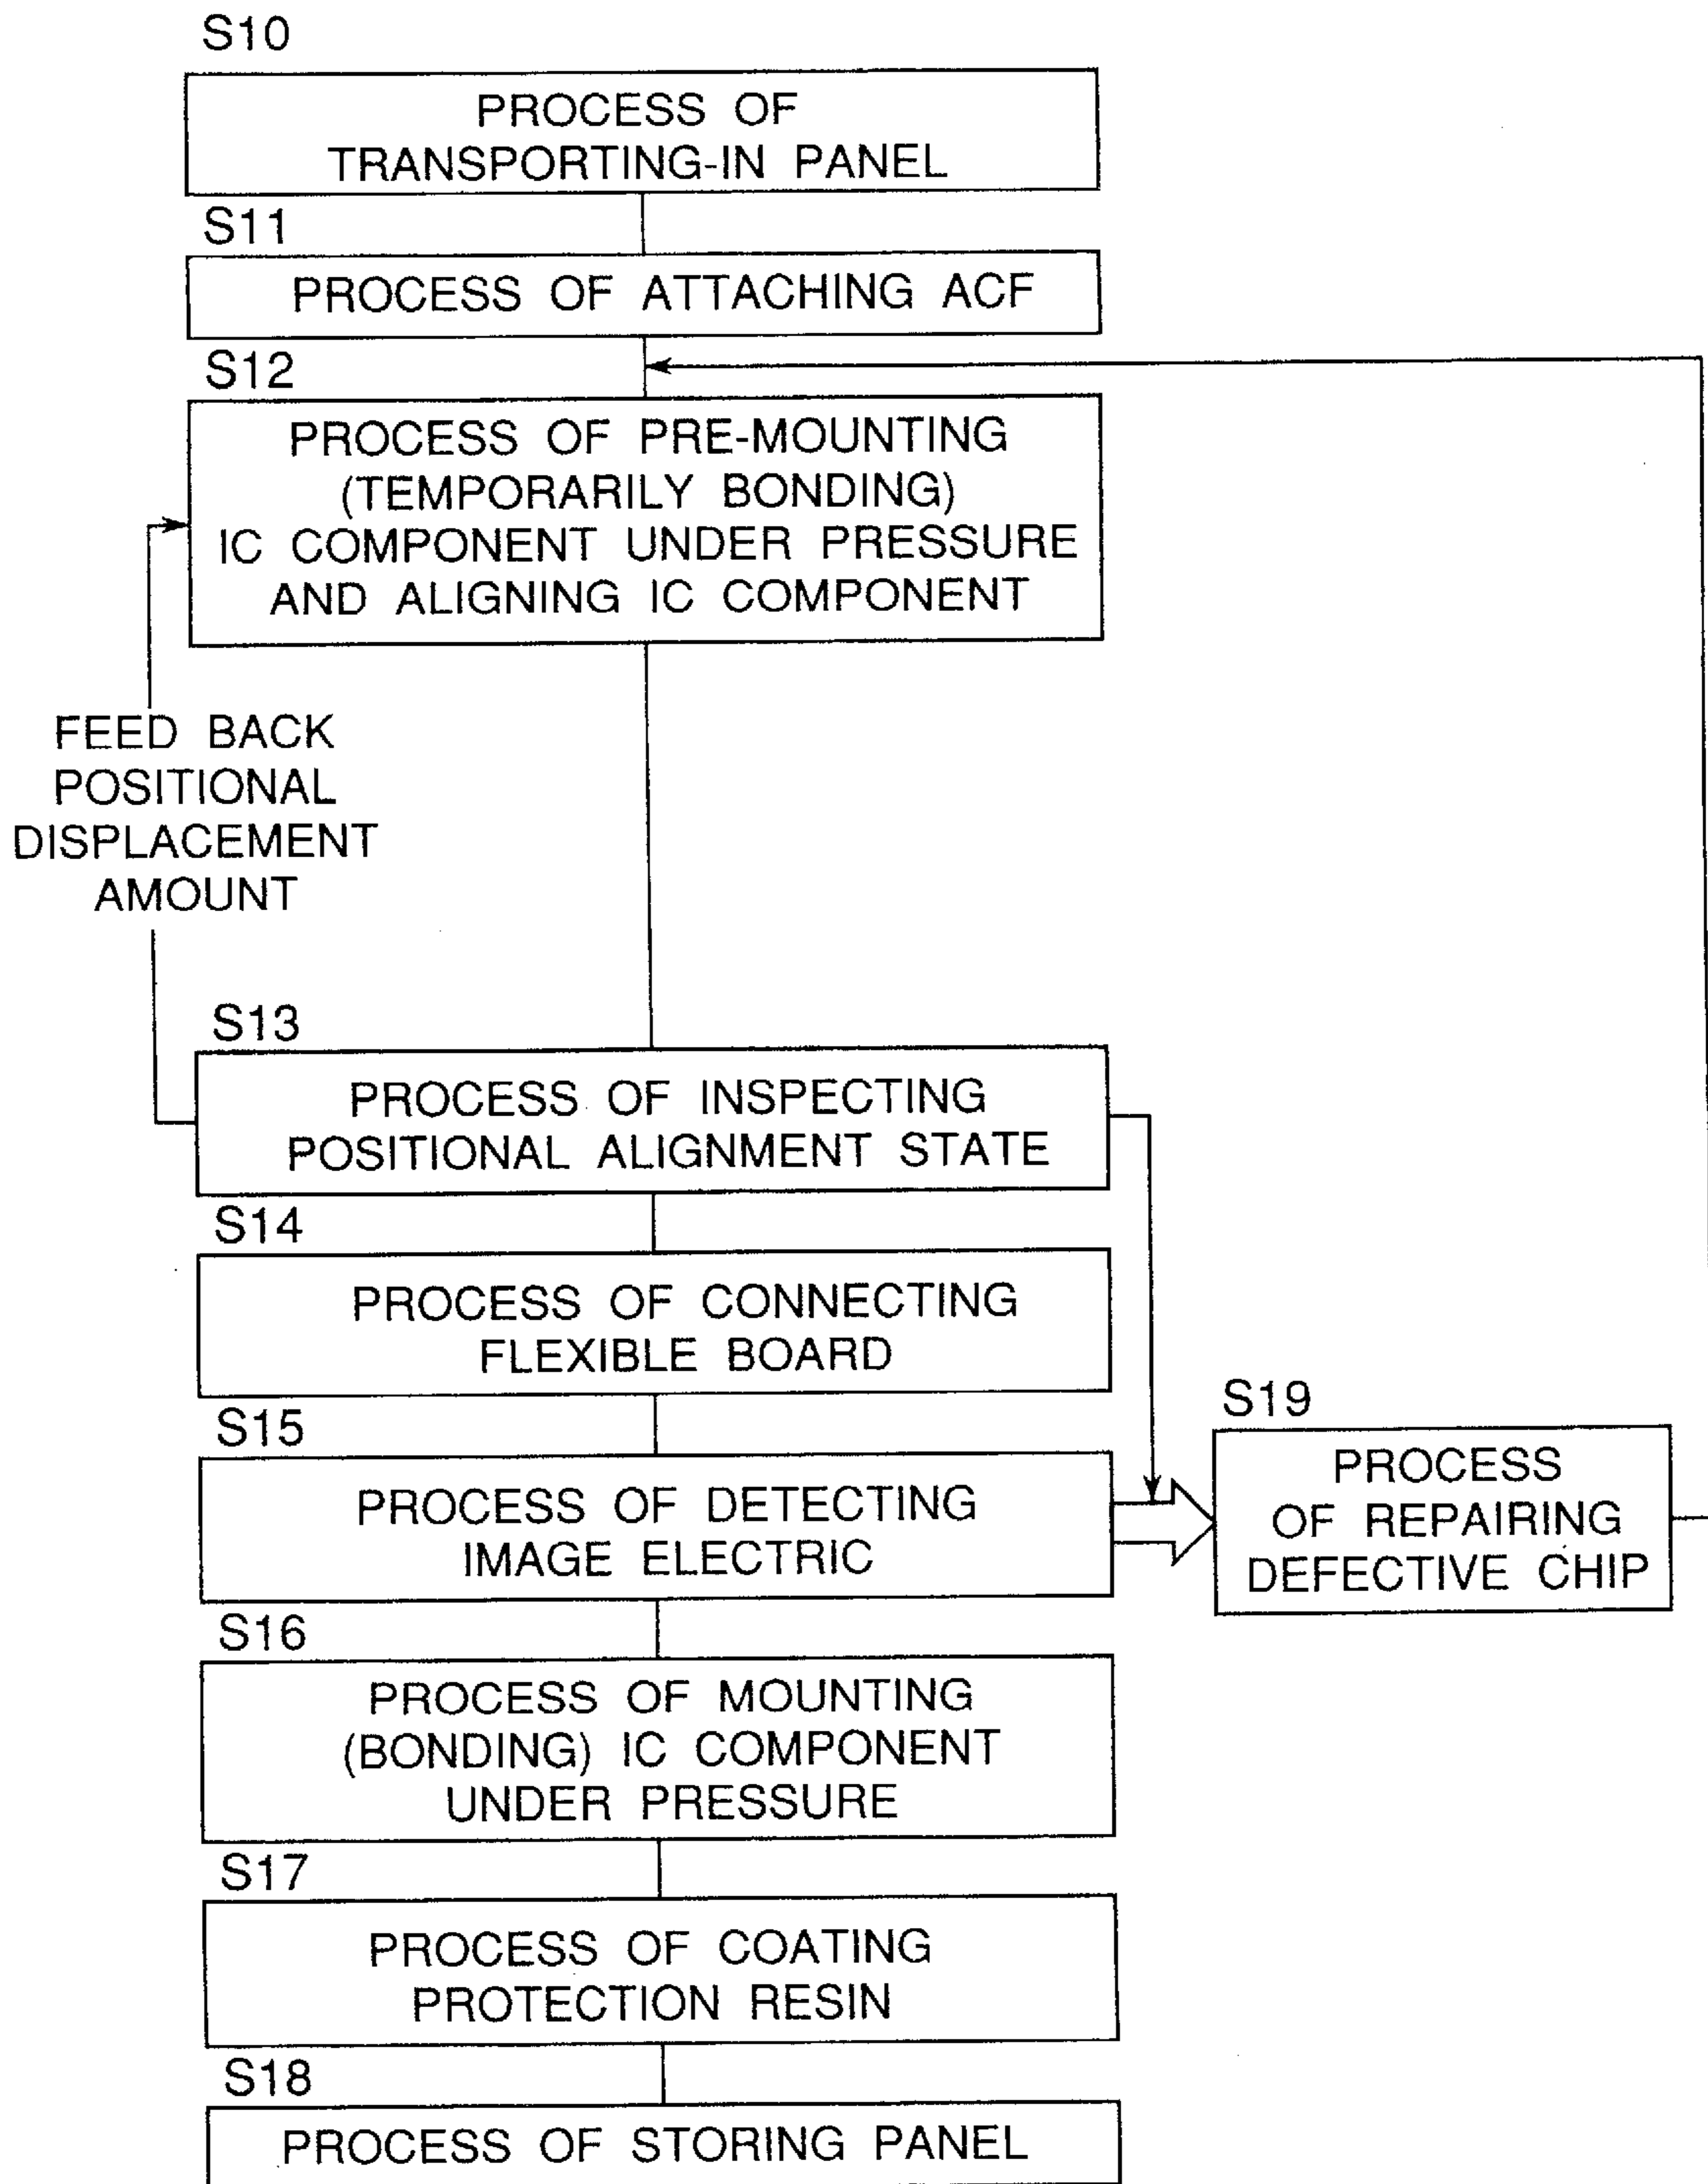 S10
PROCESS OF
TRANSPORTING-IN PANEL
S11
PROCESS OF ATTACHING ACF
S12
PROCESS OF PRE-MOUNTING
(TEMPORARILY BONDING)
IC COMPONENT UNDER PRESSURE
AND ALIGNING IC COMPONENT
FEED BACK
POSITIONAL
DISPLACEMENT
AMOUNT
S13
PROCESS OF INSPECTING
POSITIONAL ALIGNMENT STATE
S14
PROCESS OF CONNECTING
FLEXIBLE BOARD
S15
PROCESS OF DETECTING
IMAGE ELECTRIC
S19
PROCESS
OF REPAIRING
DEFECTIVE CHIP
S16
PROCESS OF MOUNTING
(BONDING) IC COMPONENT
UNDER PRESSURE
S17
PROCESS OF COATING
PROTECTION RESIN
S18
PROCESS OF STORING PANEL